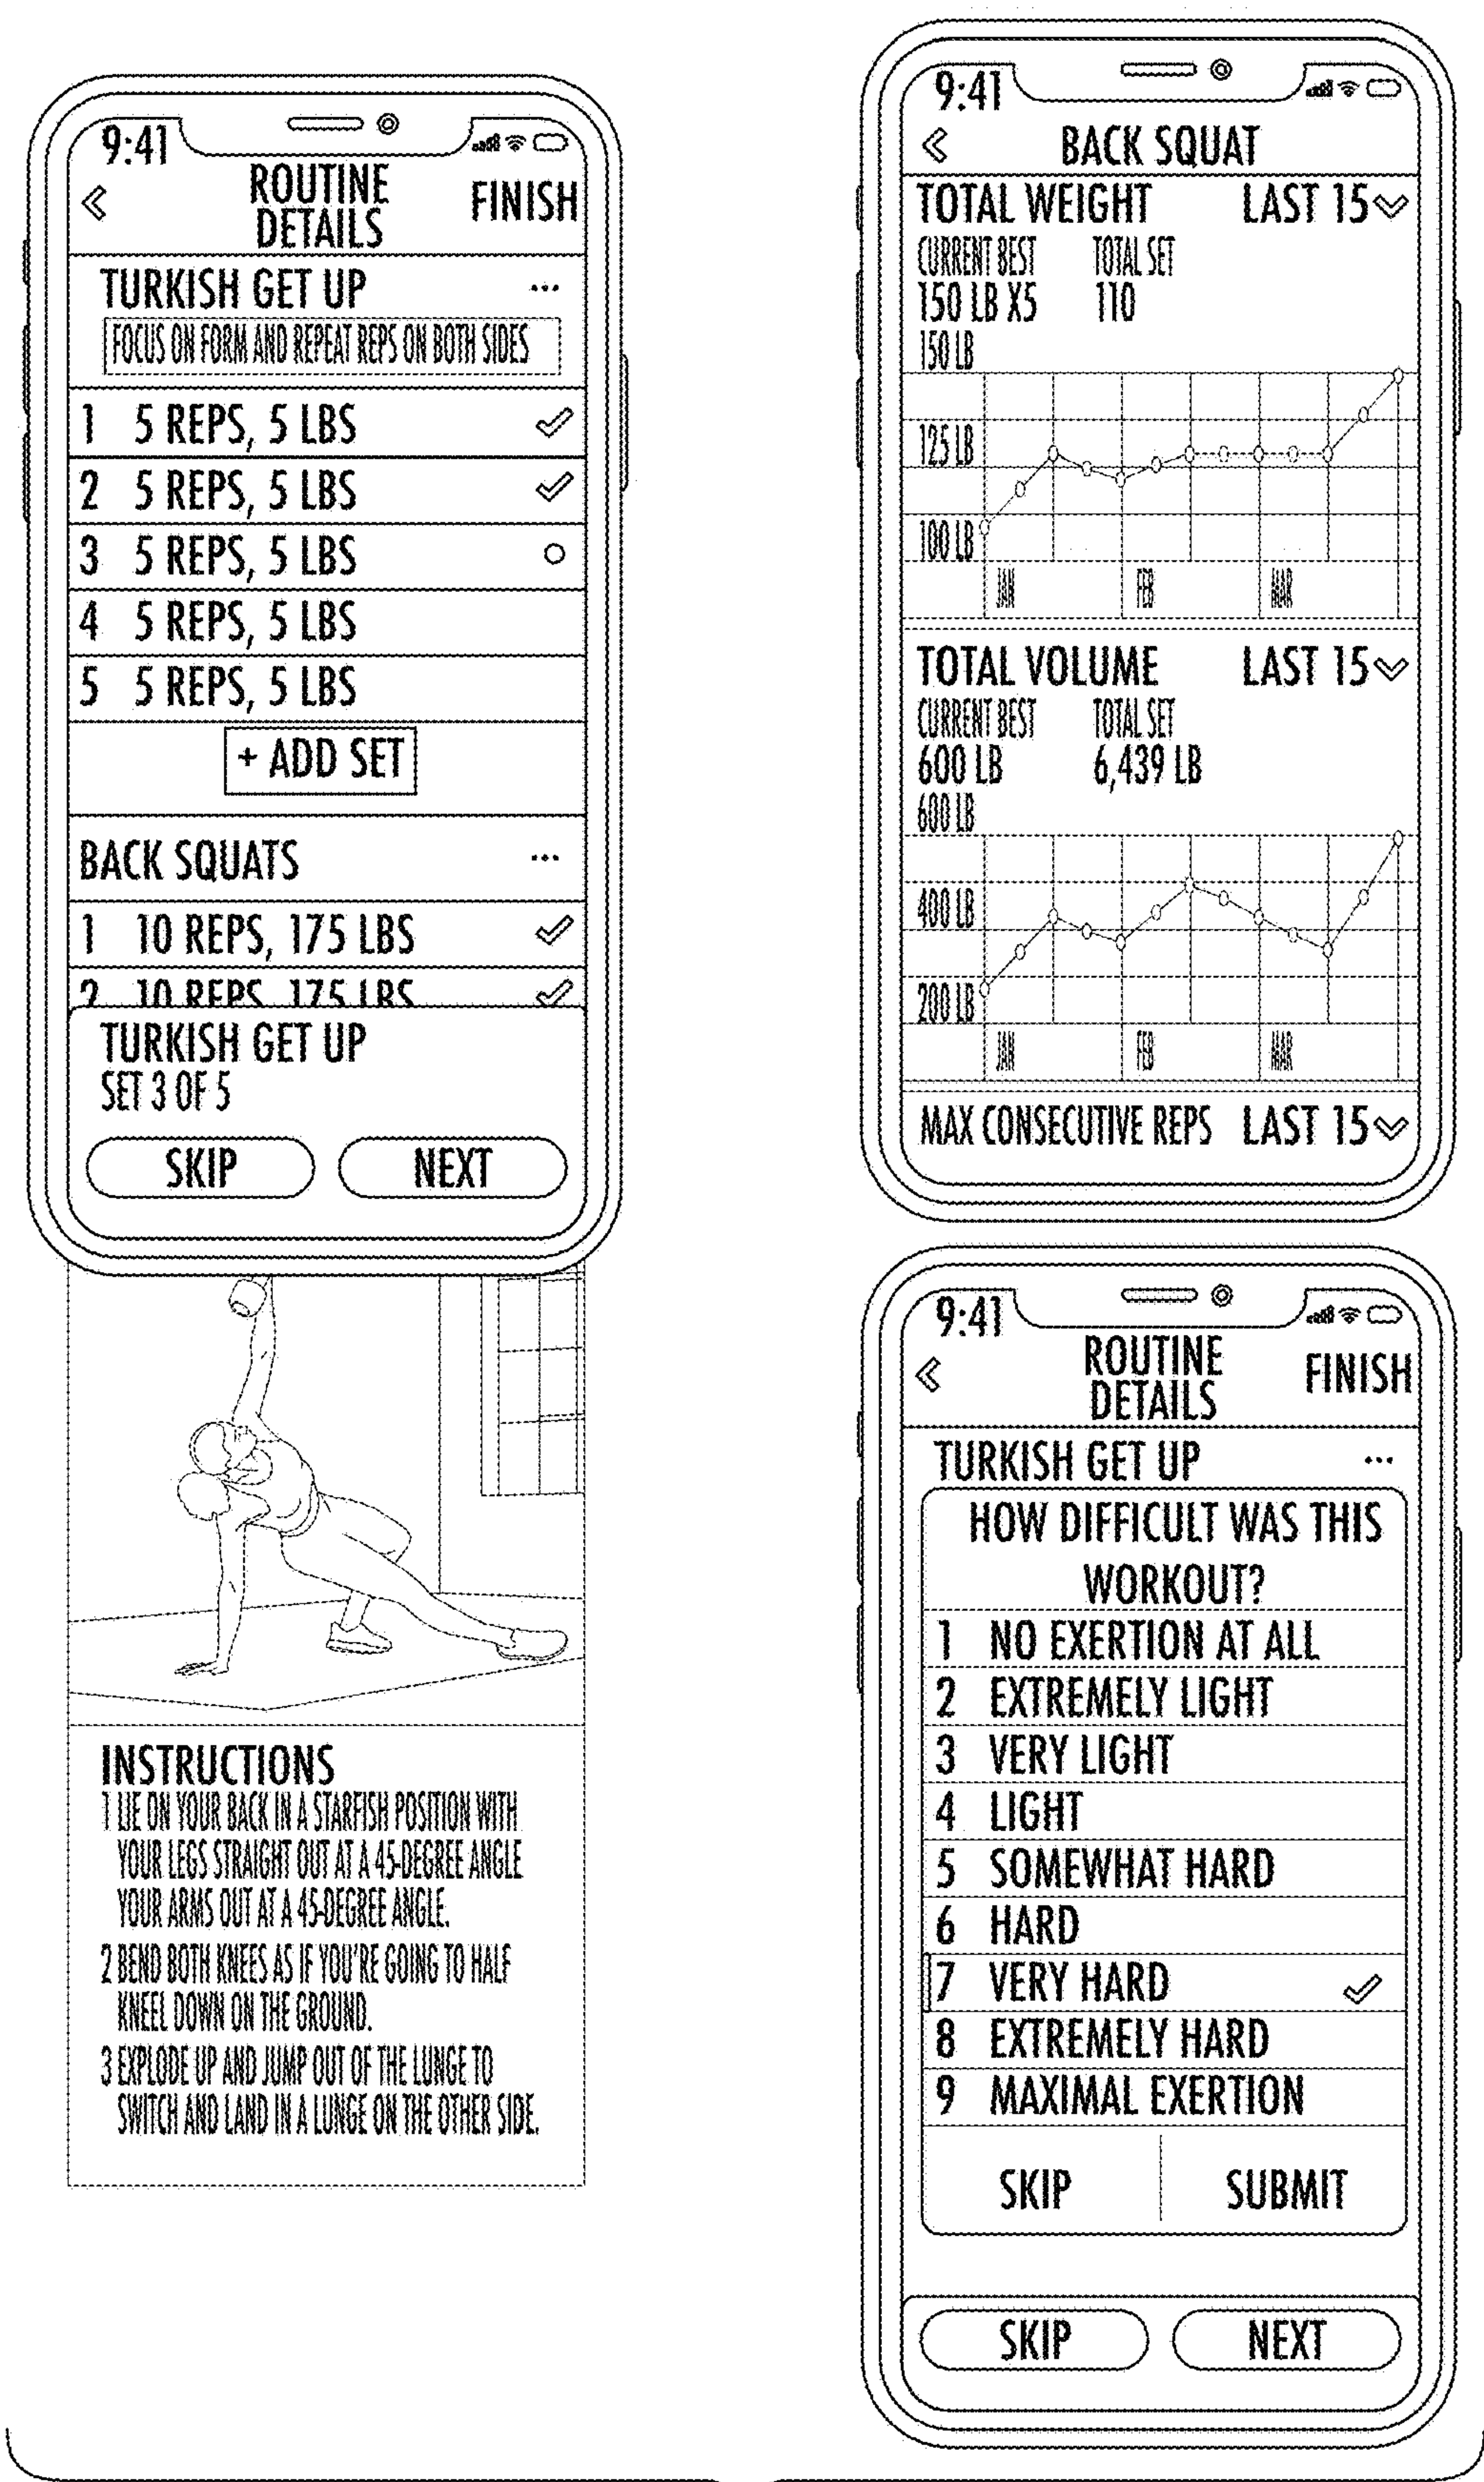 9:41
ROUTINE
DETAILS
FINISH
TURKISH GET UP ...
FOCUS ON FORM AND REPEAT REPS ON BOTH SIDES
1 5 REPS, 5 LBS
2 5 REPS, 5 LBS
3 5 REPS, 5 LBS
4 5 REPS, 5 LBS
5 5 REPS, 5 LBS
+ ADD SET
BACK SQUATS ...
1 10 REPS, 175 LBS
2 10 REPS, 175 LBS
TURKISH GET UP
SET 3 OF 5
SKIP NEXT
INSTRUCTIONS
1 LIE ON YOUR BACK IN A STARFISH POSITION WITH
YOUR LEGS STRAIGHT OUT AT A 45-DEGREE ANGLE
YOUR ARMS OUT AT A 45-DEGREE ANGLE.
2 BEND BOTH KNEES AS IF YOU'RE GOING TO HALF
KNEEL DOWN ON THE GROUND.
3 EXPLODE UP AND JUMP OUT OF THE LUNGE TO
SWITCH AND LAND IN A LUNGE ON THE OTHER SIDE.
9:41
BACK SQUAT
TOTAL WEIGHT LAST 15
CURRENT BEST TOTAL SET
150 LB X5 110
150 LB
125 LB
100 LB
JAN FEB MAR
TOTAL VOLUME LAST 15
CURRENT BEST TOTAL SET
600 LB 6,439 LB
600 LB
400 LB
200 LB
JAN FEB MAR
MAX CONSECUTIVE REPS LAST 15
9:41
ROUTINE
DETAILS
FINISH
TURKISH GET UP ...
HOW DIFFICULT WAS THIS
WORKOUT?
1 NO EXERTION AT ALL
2 EXTREMELY LIGHT
3 VERY LIGHT
4 LIGHT
5 SOMEWHAT HARD
6 HARD
7 VERY HARD
8 EXTREMELY HARD
9 MAXIMAL EXERTION
SKIP SUBMIT
SKIP NEXT